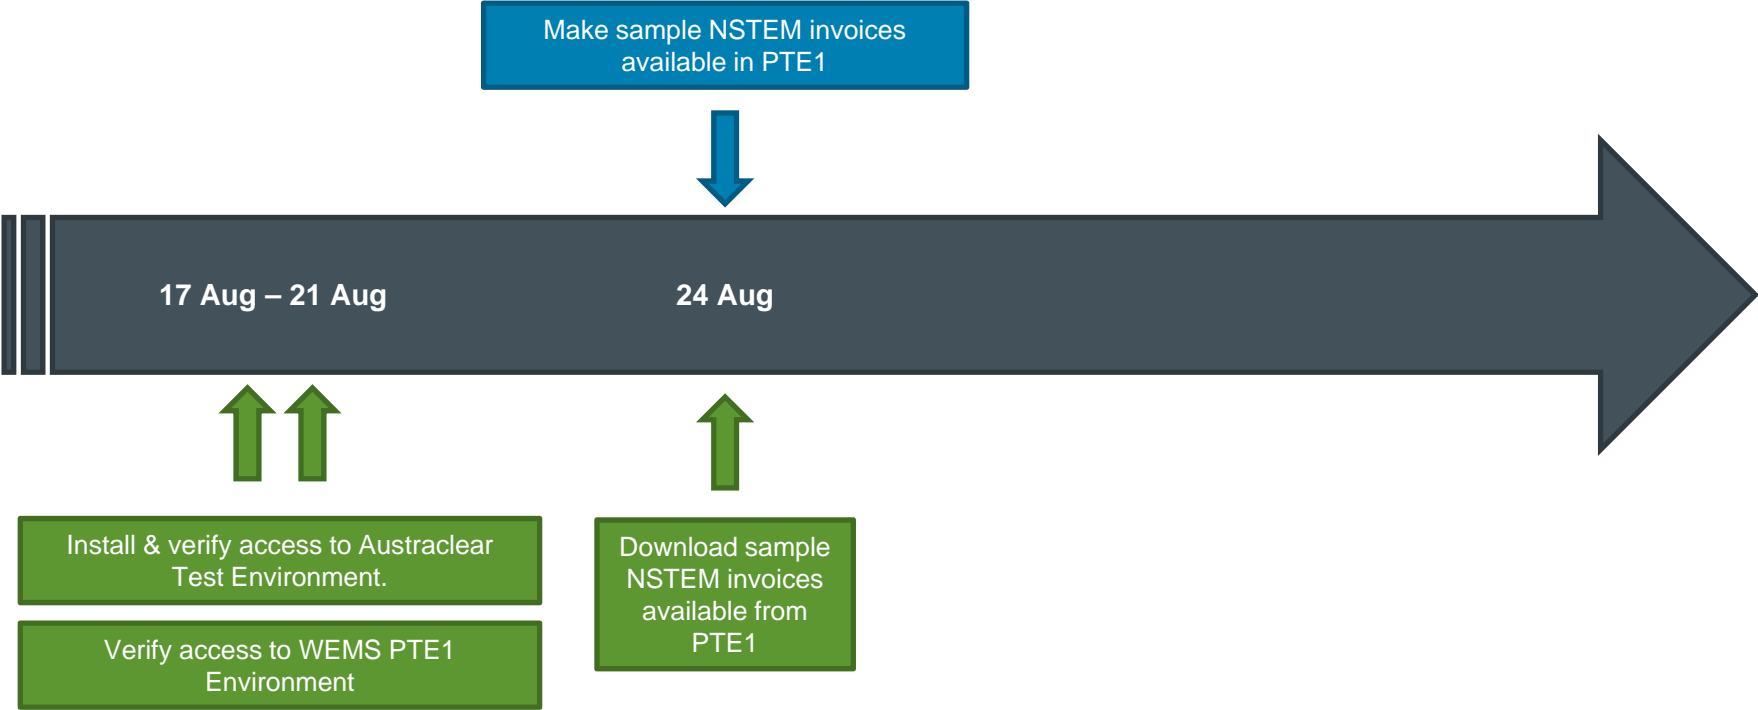 Make sample NSTEM invoices
available in PTE1
17 Aug – 21 Aug
24 Aug
Install & verify access to Austraclear
Test Environment.
Verify access to WEMS PTE1
Environment
Download sample
NSTEM invoices
available from
PTE1